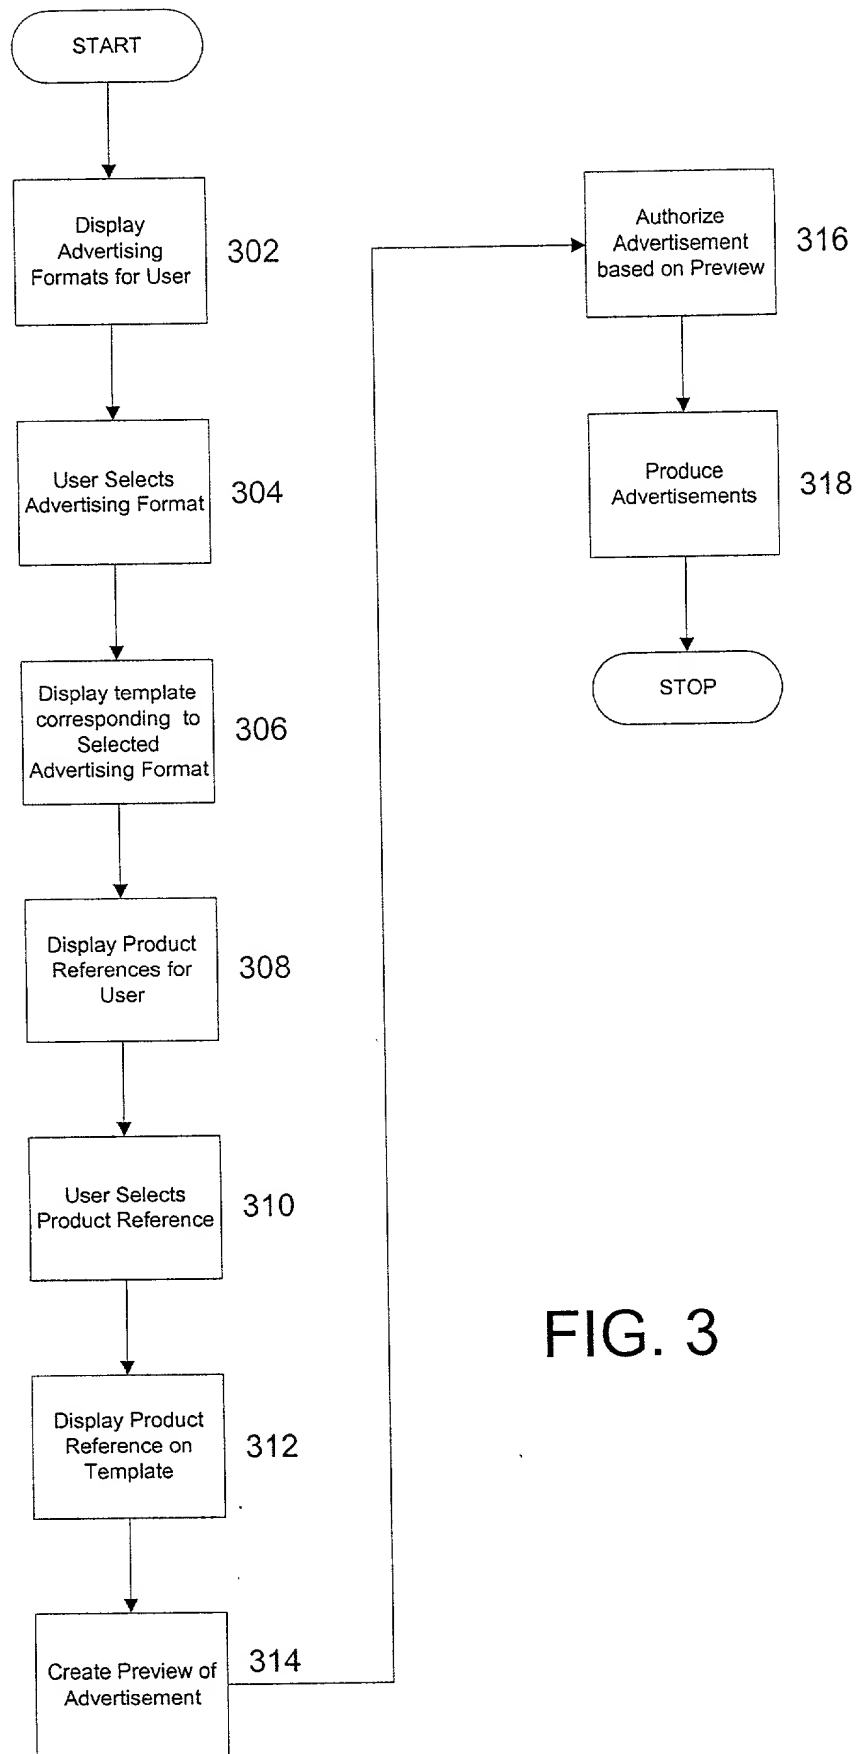 START
Display
Advertising
Formats for User
302
User Selects
Advertising Format
304
Display template
corresponding to
Selected
Advertising Format
306
Display Product
References for
User
308
User Selects
Product Reference
310
Display Product
Reference on
Template
312
Create Preview of
Advertisement
314
Authorize
Advertisement
based on Preview
316
Produce
Advertisements
318
STOP
FIG. 3